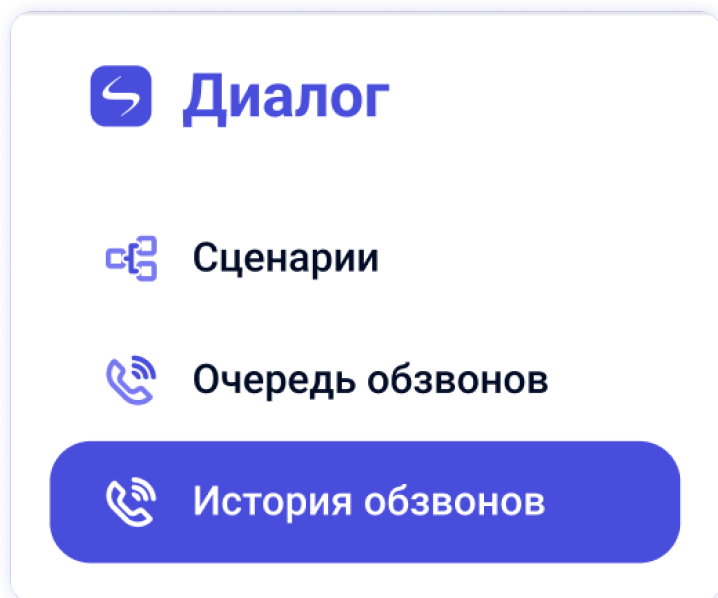 Диалог
Сценарии
Очередь обзвонов
История обзвонов